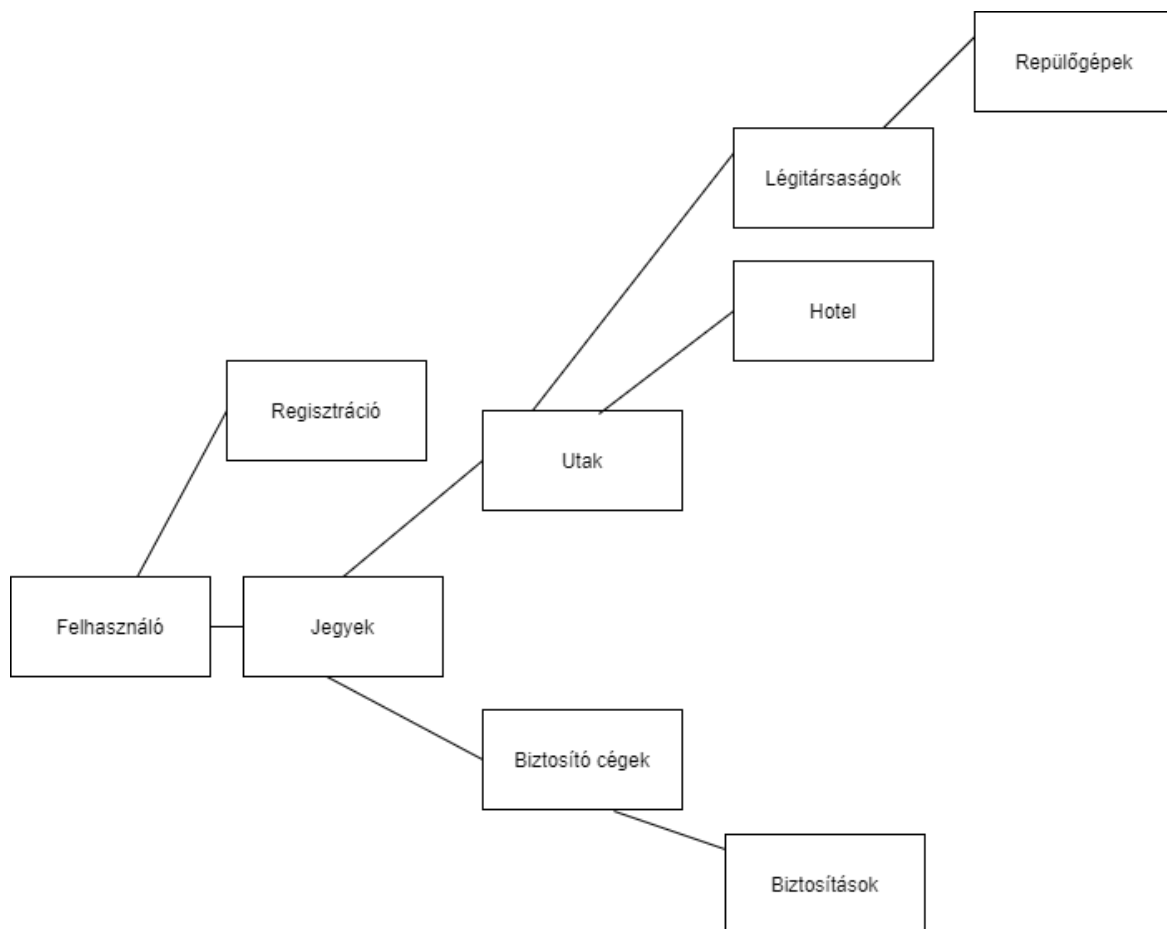 Repülőgépek
Légitársaságok
Hotel
Regisztráció
Utak
Felhasználó
Jegyek
Biztosító cégek
Biztosítások